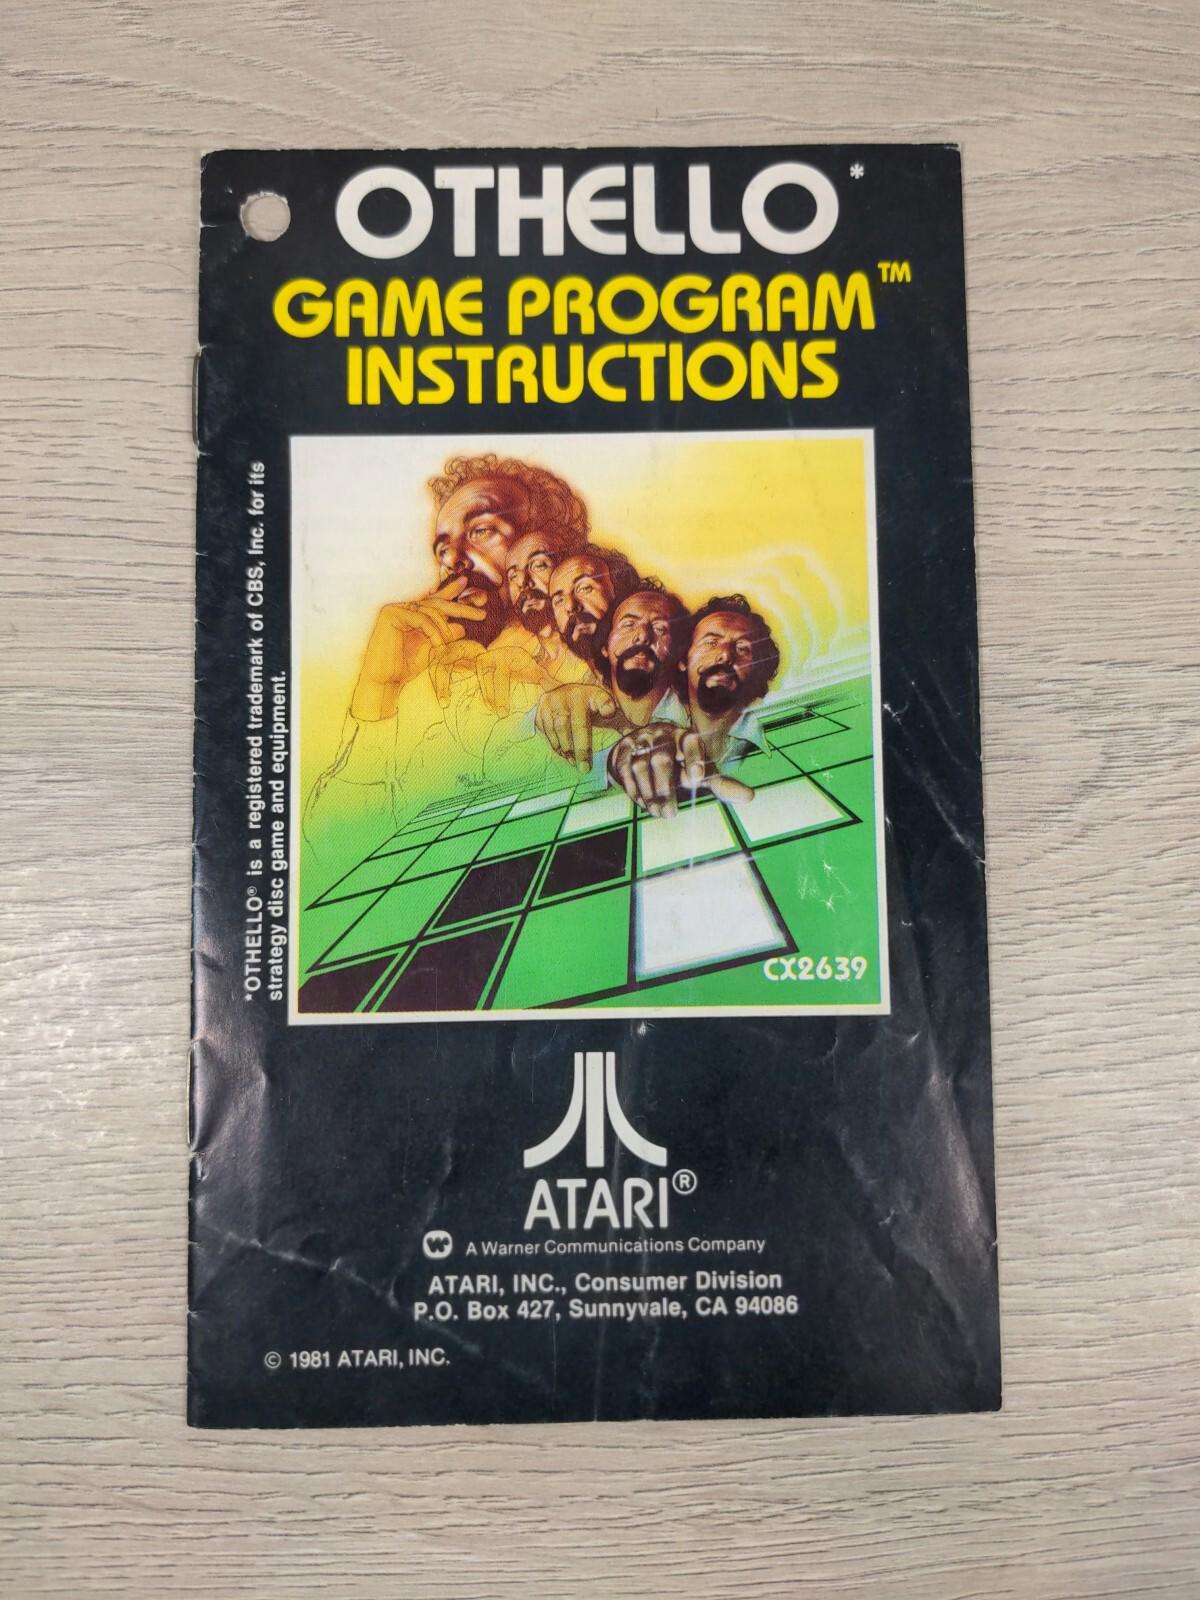 OTHELLO*
GAME PROGRAM™
INSTRUCTIONS
*OTHELLO® is a registered trademark of CBS, Inc. for its
strategy disc game and equipment.
CX2639
ATARI®
W A Warner Communications Company
ATARI, INC., Consumer Division
P.O. Box 427, Sunnyvale, CA 94086
© 1981 ATARI, INC.